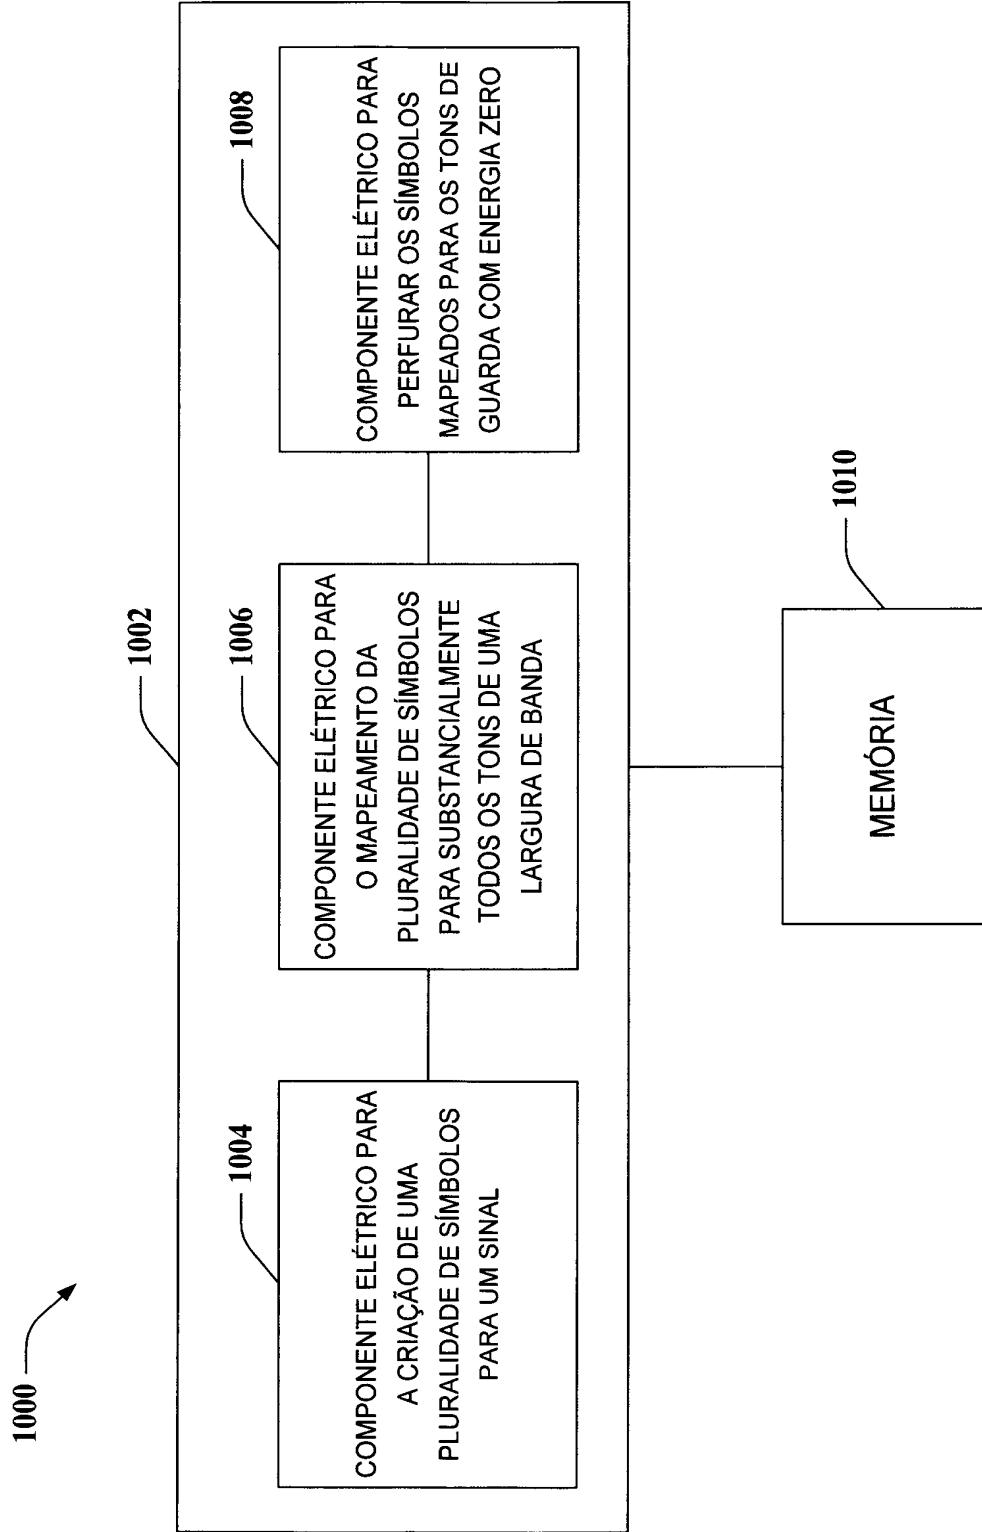 1000
1002
1004
COMPONENTE ELÉTRICO PARA
A CRIAÇÃO DE UMA
PLURALIDADE DE SÍMBOLOS
PARA UM SINAL
1006
COMPONENTE ELÉTRICO PARA
O MAPEAMENTO DA
PLURALIDADE DE SÍMBOLOS
PARA SUBSTANCIALMENTE
TODOS OS TONS DE UMA
LARGURA DE BANDA
1008
COMPONENTE ELÉTRICO PARA
PERFURAR OS SÍMBOLOS
MAPEADOS PARA OS TONS DE
GUARDA COM ENERGIA ZERO
1010
MEMÓRIA